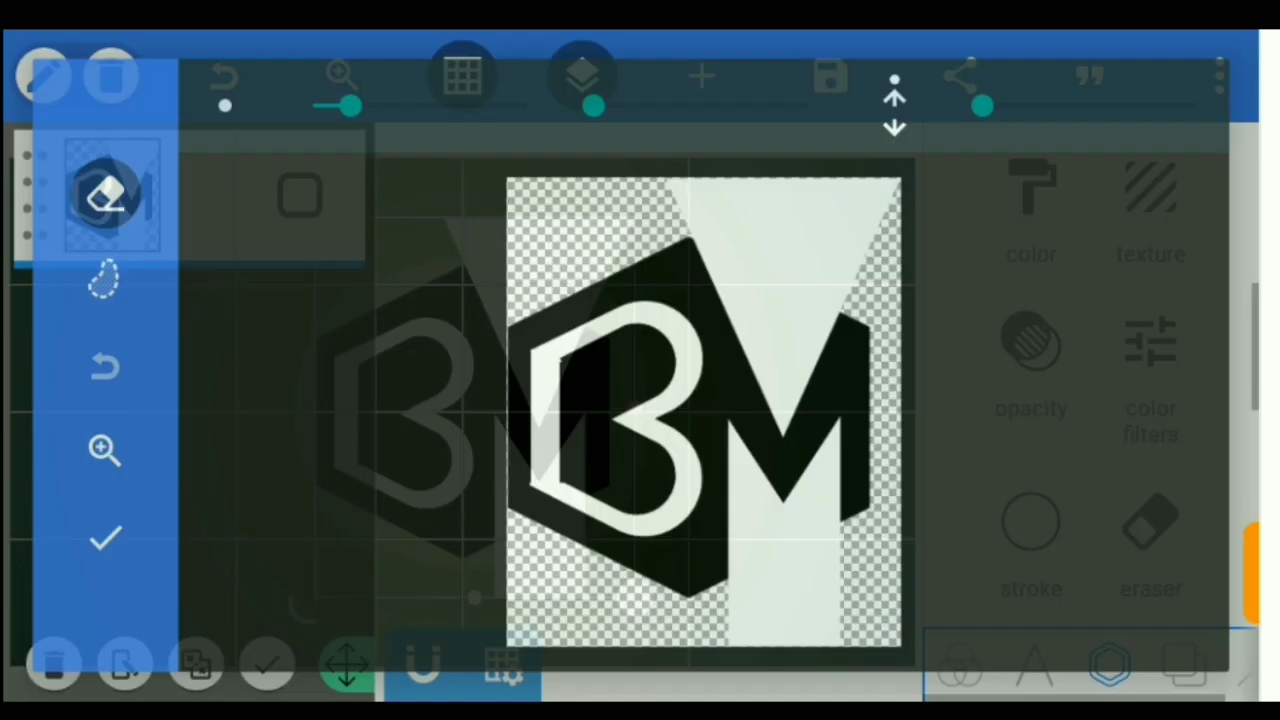 color texture
opacity color
filters
stroke eraser
BM